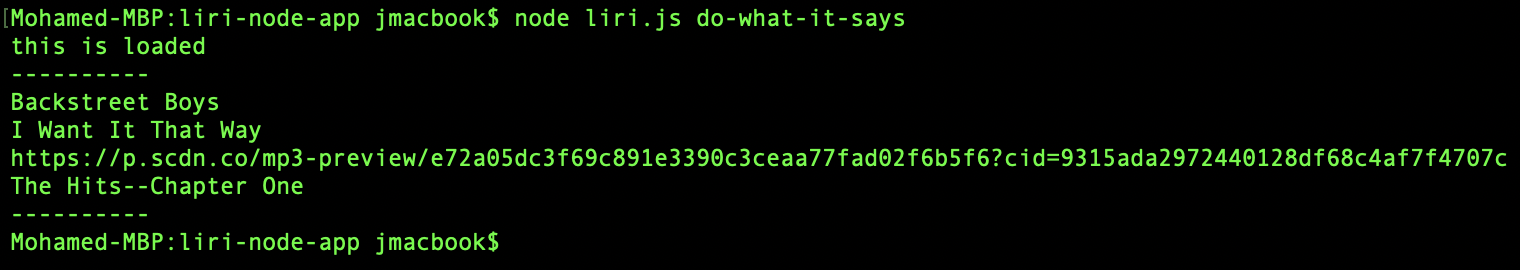 [Mohamed-MBP:liri-node-app jmacbook$ node liri.js do-what-it-says
this is loaded
----------
Backstreet Boys
I Want It That Way
https://p.scdn.co/mp3-preview/e72a05dc3f69c891e3390c3ceaa77fad02f6b5f6?cid=9315ada2972440128df68c4af7f4707c
The Hits--Chapter One
----------
Mohamed-MBP:liri-node-app jmacbook$